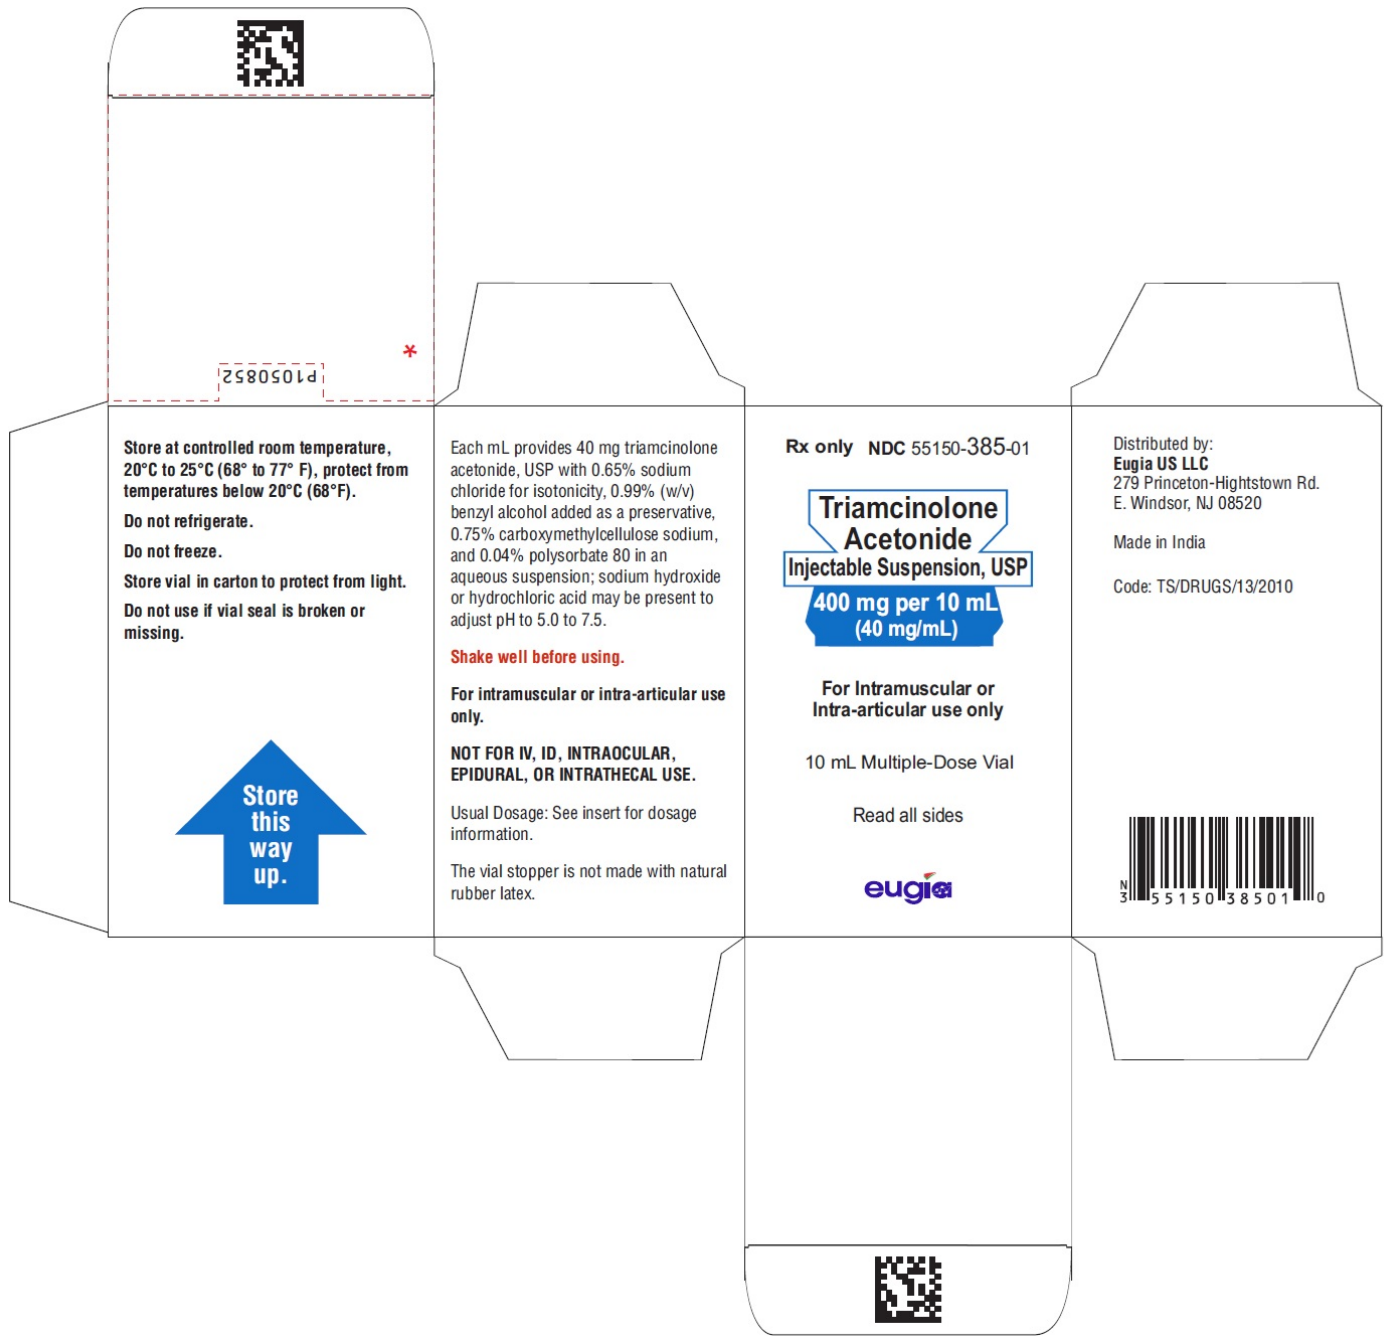 P1050852
*
Store at controlled room temperature,
20°C to 25°C (68° to 77° F), protect from
temperatures below 20°C (68°F).
Do not refrigerate.
Do not freeze.
Store vial in carton to protect from light.
Do not use if vial seal is broken or
missing.
Store
this
way
up.
Each mL provides 40 mg triamcinolone
acetonide, USP with 0.65% sodium
chloride for isotonicity, 0.99% (w/v)
benzyl alcohol added as a preservative,
0.75% carboxymethylcellulose sodium,
and 0.04% polysorbate 80 in an
aqueous suspension; sodium hydroxide
or hydrochloric acid may be present to
adjust pH to 5.0 to 7.5.
Shake well before using.
For intramuscular or intra-articular use
only.
NOT FOR IV, ID, INTRAOCULAR,
EPIDURAL, OR INTRATHECAL USE.
Usual Dosage: See insert for dosage
information.
The vial stopper is not made with natural
rubber latex.
Rx only NDC 55150-385-01
Triamcinolone
Acetonide
Injectable Suspension, USP
400 mg per 10 mL
(40 mg/mL)
For Intramuscular or
Intra-articular use only
10 mL Multiple-Dose Vial
Read all sides
eugia
Distributed by:
Eugia US LLC
279 Princeton-Hightstown Rd.
E. Windsor, NJ 08520
Made in India
Code: TS/DRUGS/13/2010
N
3 55150 38501 0